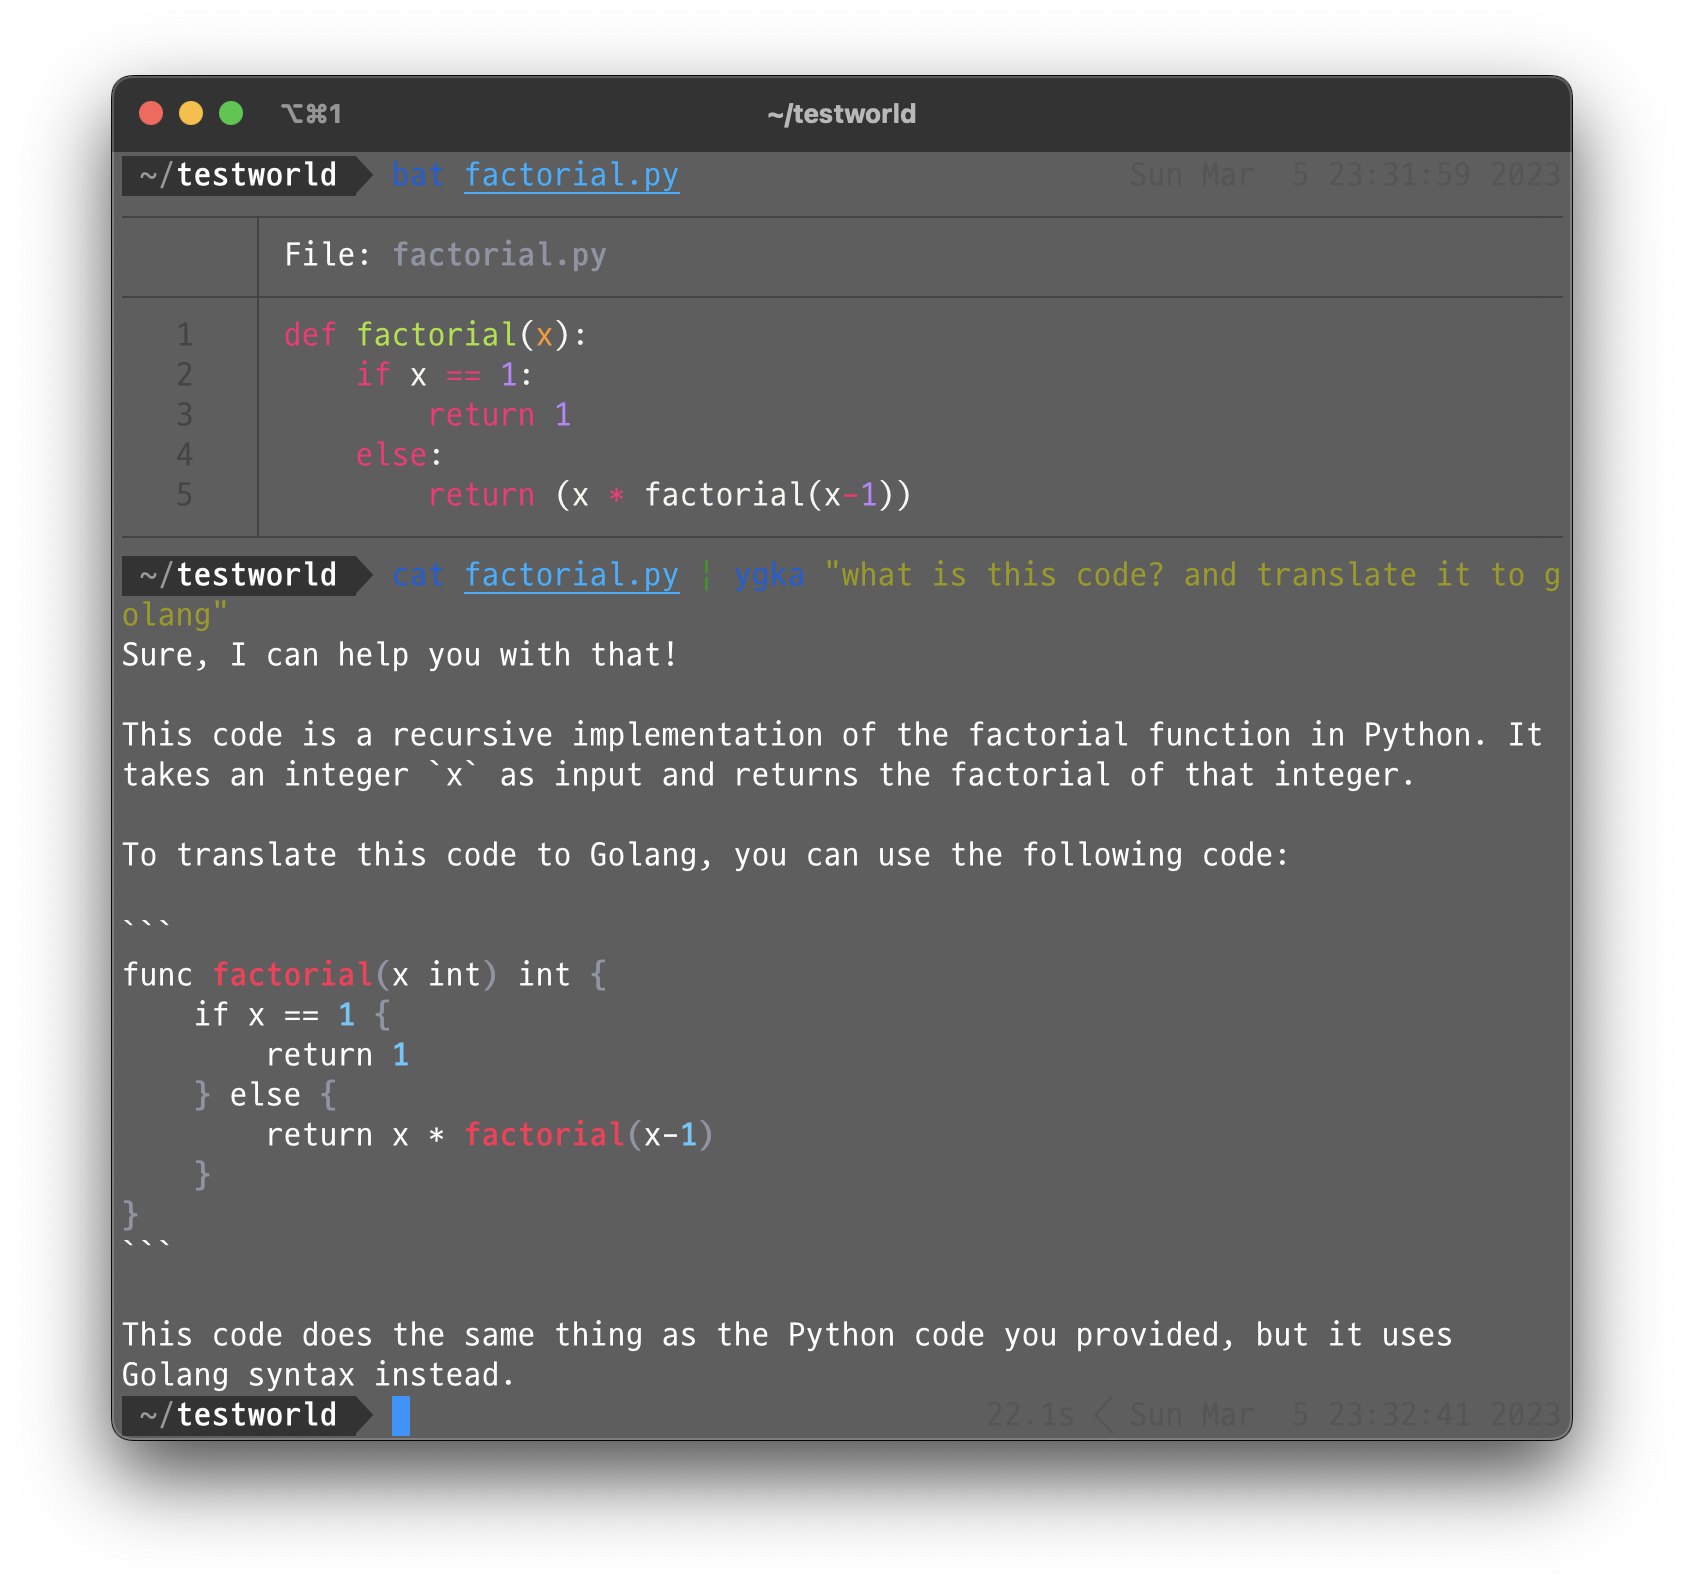 ⌥⌘1 ~/testworld
~/testworld bat factorial.py Sun Mar  5 23:31:59 2023
File: factorial.py
1 def factorial(x):
2     if x == 1:
3         return 1
4     else:
5         return (x * factorial(x-1))
~/testworld cat factorial.py ¦ ygka "what is this code? and translate it to g
olang"
Sure, I can help you with that!
This code is a recursive implementation of the factorial function in Python. It
takes an integer `x` as input and returns the factorial of that integer.
To translate this code to Golang, you can use the following code:
```
func factorial(x int) int {
    if x == 1 {
        return 1
    } else {
        return x * factorial(x-1)
    }
}
```
This code does the same thing as the Python code you provided, but it uses
Golang syntax instead.
~/testworld 22.1s Sun Mar  5 23:32:41 2023